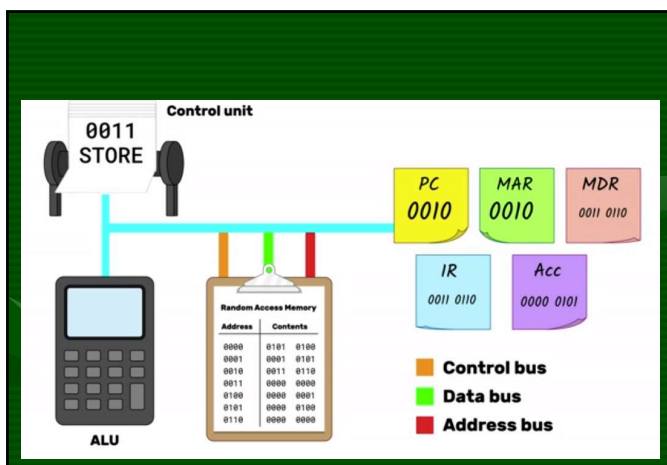 Control unit
0011
STORE
PC
0010
MAR
0010
MDR
0011 0110
IR
0011 0110
Acc
0000 0101
Random Access Memory
Address Contents
0000 0101 0100
0001 0001 0101
0010 0011 0110
0011 0000 0000
0100 0000 0001
0101 0000 0100
0110 0000 0000
ALU
Control bus
Data bus
Address bus